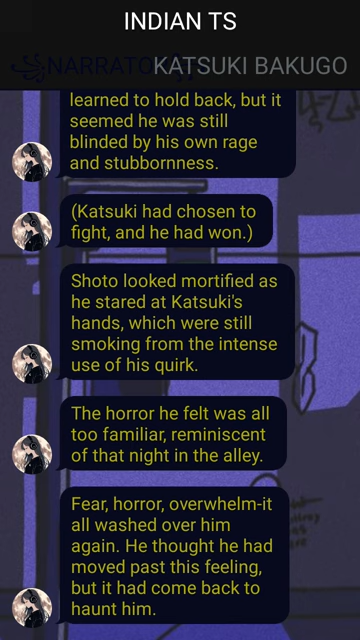 INDIAN TS
NARRATO
KATSUKI BAKUGO
learned to hold back, but it
seemed he was still
blinded by his own rage
and stubbornness.
(Katsuki had chosen to
fight, and he had won.)
Shoto looked mortified as
he stared at Katsuki's
hands, which were still
smoking from the intense
use of his quirk.
The horror he felt was all
too familiar, reminiscent
of that night in the alley.
Fear, horror, overwhelm-it
all washed over him
again. He thought he had
moved past this feeling,
but it had come back to
haunt him.